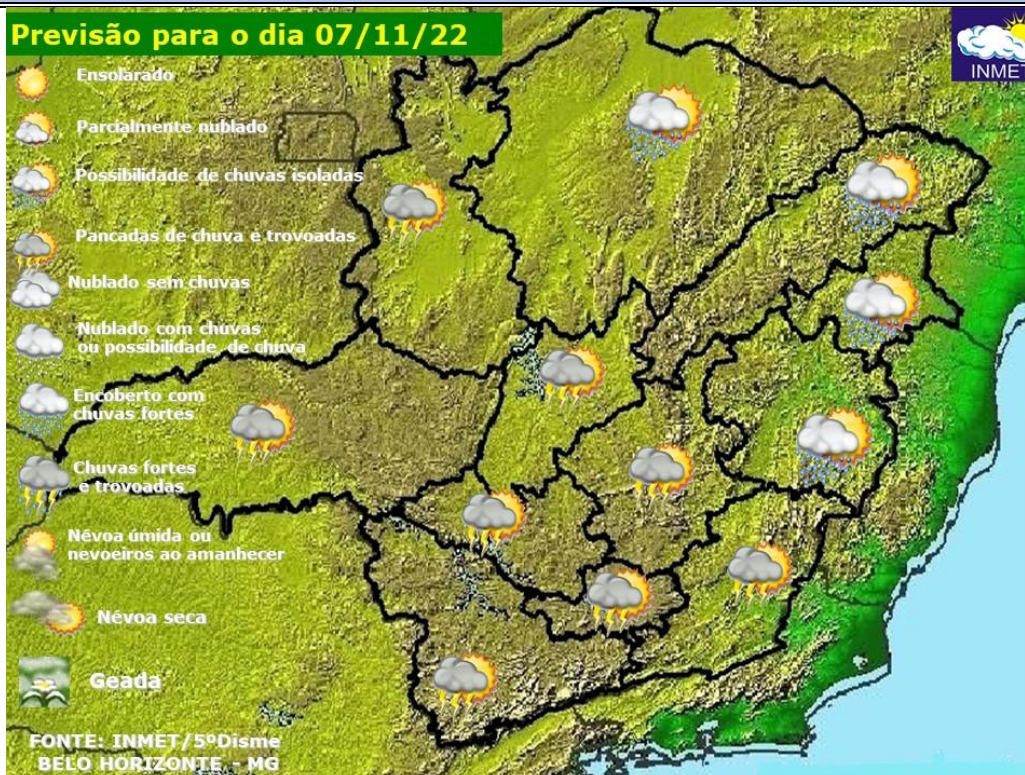 Previsão para o dia 07/11/22
INMET
Ensolarado
Parcialmente nublado
Possibilidade de chuvas isoladas
Pancadas de chuva e trovoadas
Nublado sem chuvas
Nublado com chuvas
ou possibilidade de chuva
Encoberto com
chuvas fortes
Chuvas fortes
e trovoadas
Névoa úmida ou
nevoeiros ao amanhecer
Névoa seca
Geada
FONTE: INMET/5ºDisme
BELO HORIZONTE - MG